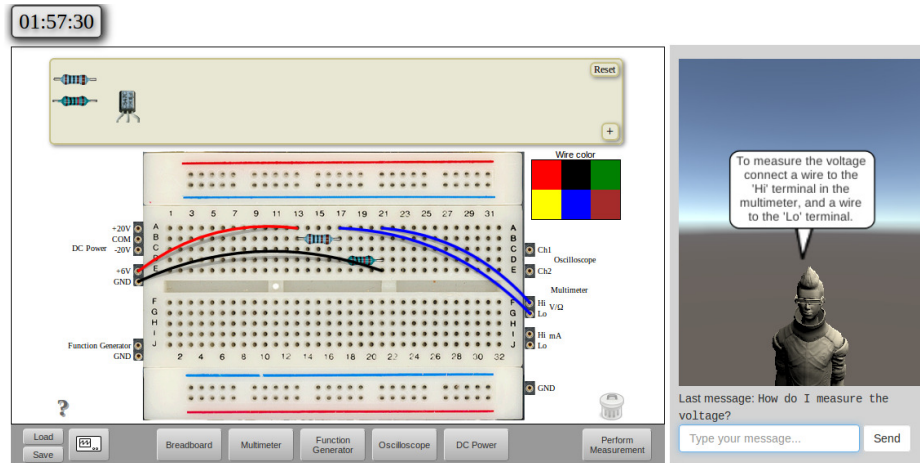 01:57:30
Reset
+
Wire color
1 3 5 7 9 11 13 15 17 19 21 23 25 27 29 31
A A
B B
C C
D D
E E
+20V
COM
DC Power -20V
+6V
GND
Ch1
Oscilloscope
Ch2
Multimeter
Hi V/Ω
Lo
Hi mA
Lo
F F
G G
H H
I I
J J
Function Generator
GND
2 4 6 8 10 12 14 16 18 20 22 24 26 28 30 32
GND
?
Load
Save
Breadboard
Multimeter
Function
Generator
Oscilloscope
DC Power
Perform
Measurement
To measure the voltage
connect a wire to the
'Hi' terminal in the
multimeter, and a wire
to the 'Lo' terminal.
Last message: How do I measure the
voltage?
Type your message...
Send